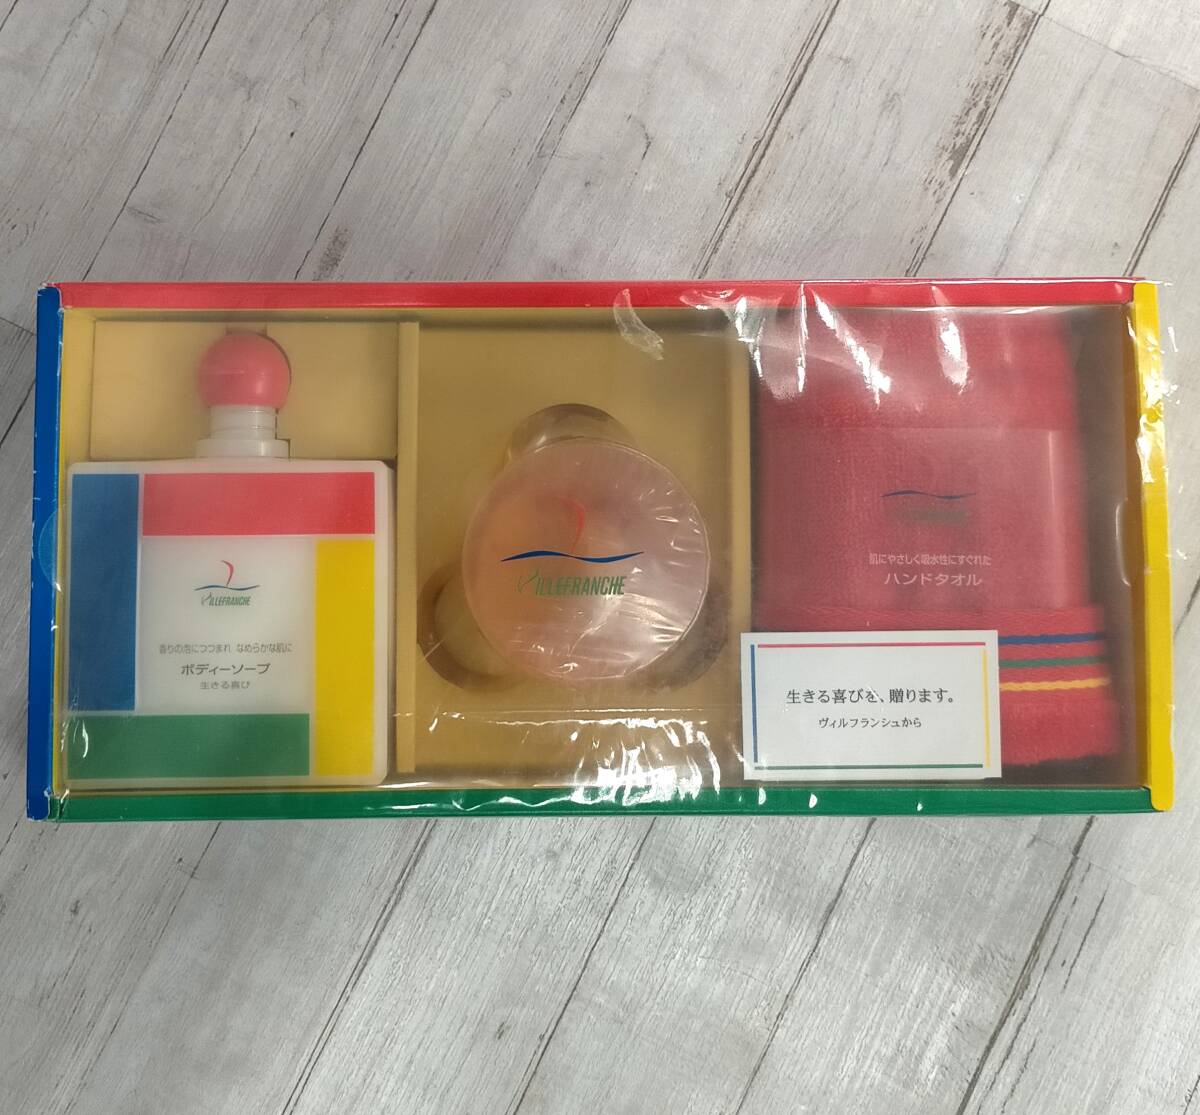 VILLEFRANCHE
香りの泡につつまれ なめらかな肌に
ボディーソープ
生きる喜び
VILLEFRANCHE
肌にやさしく吸水性にすぐれた
ハンドタオル
生きる喜びを、贈ります。
ヴィルフランシュから